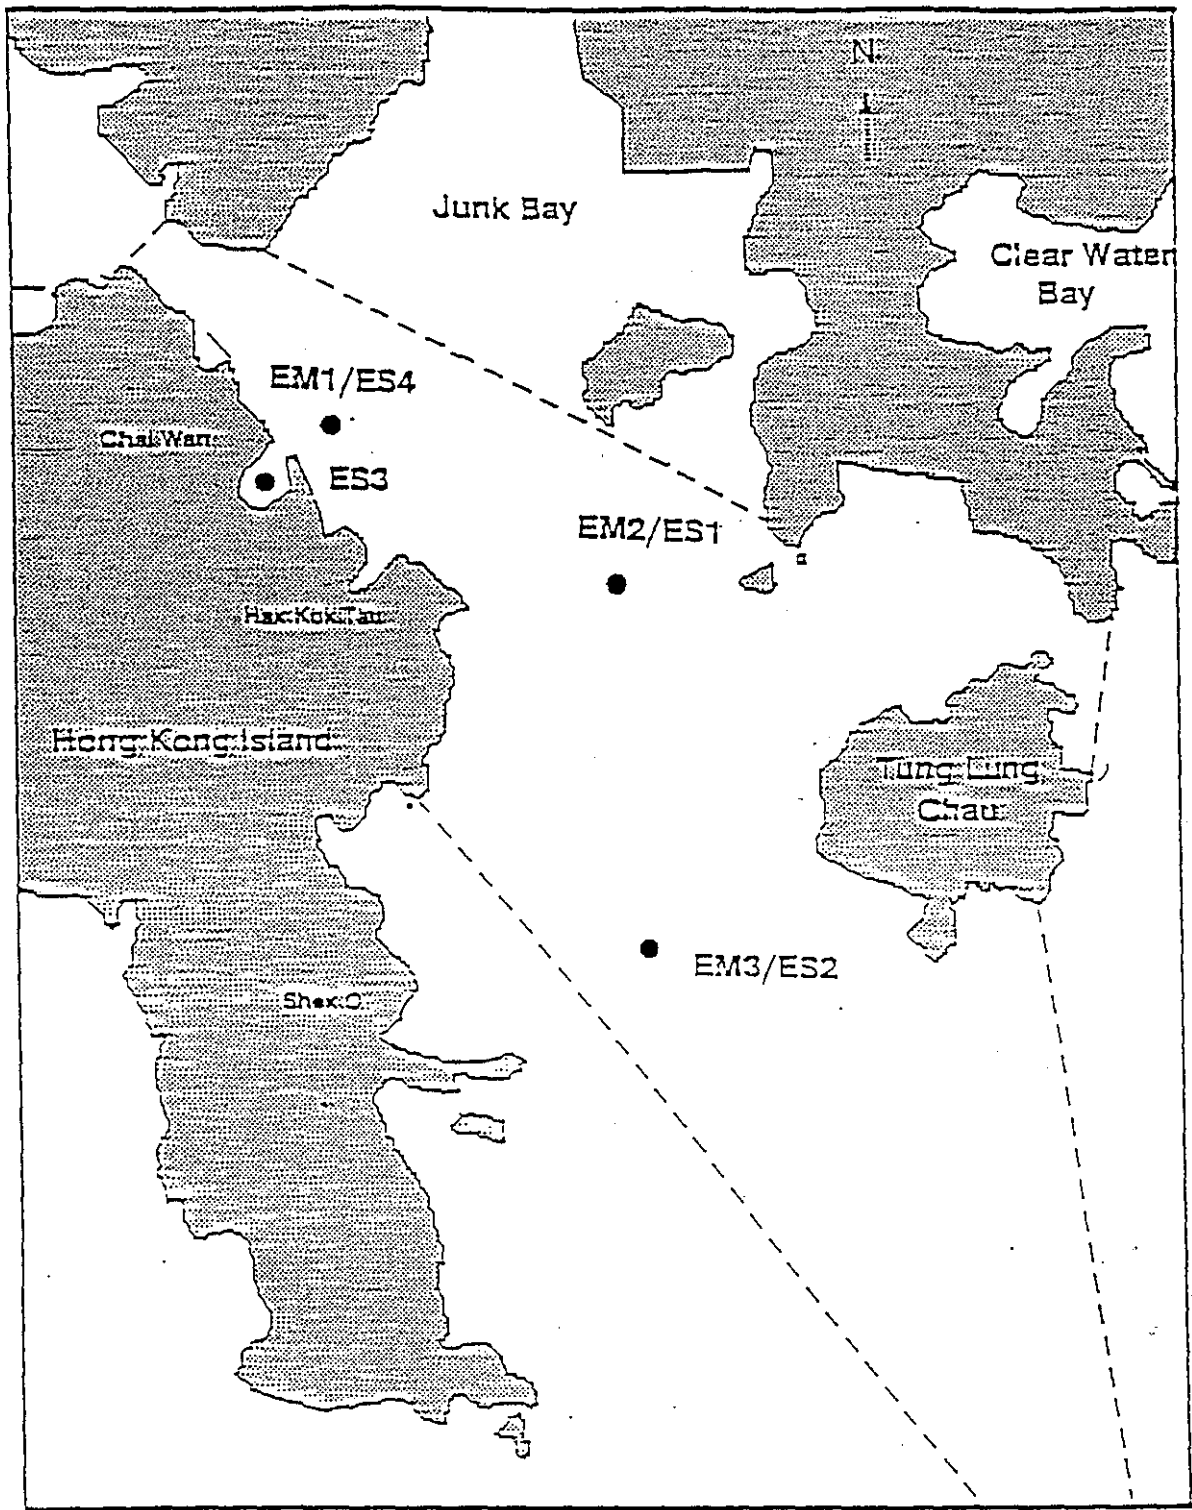 N
Junk Bay
Clear Water
Bay
EM1/ES4
Chai Wan
ES3
EM2/ES1
Hak Kok Tau
Hong Kong Island
Tung Lung
Chau
EM3/ES2
Shek O